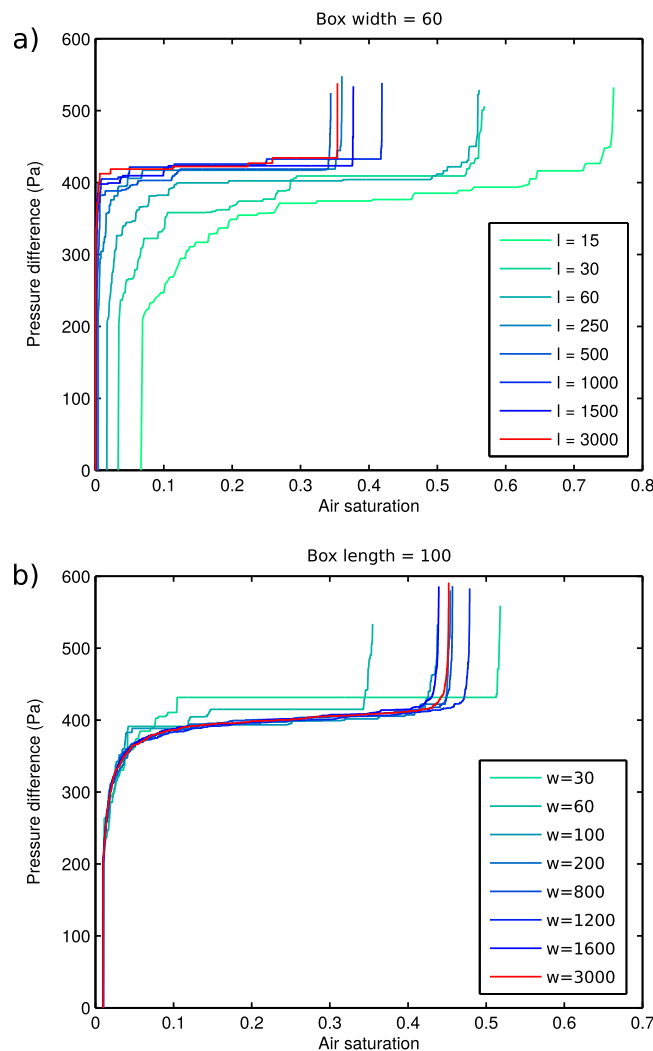 a)
Box width = 60
600
500
400
300
200
100
0
Pressure difference (Pa)
l = 15
l = 30
l = 60
l = 250
l = 500
l = 1000
l = 1500
l = 3000
0 0.1 0.2 0.3 0.4 0.5 0.6 0.7 0.8
Air saturation
b)
Box length = 100
600
500
400
300
200
100
0
Pressure difference (Pa)
w=30
w=60
w=100
w=200
w=800
w=1200
w=1600
w=3000
0 0.1 0.2 0.3 0.4 0.5 0.6 0.7
Air saturation